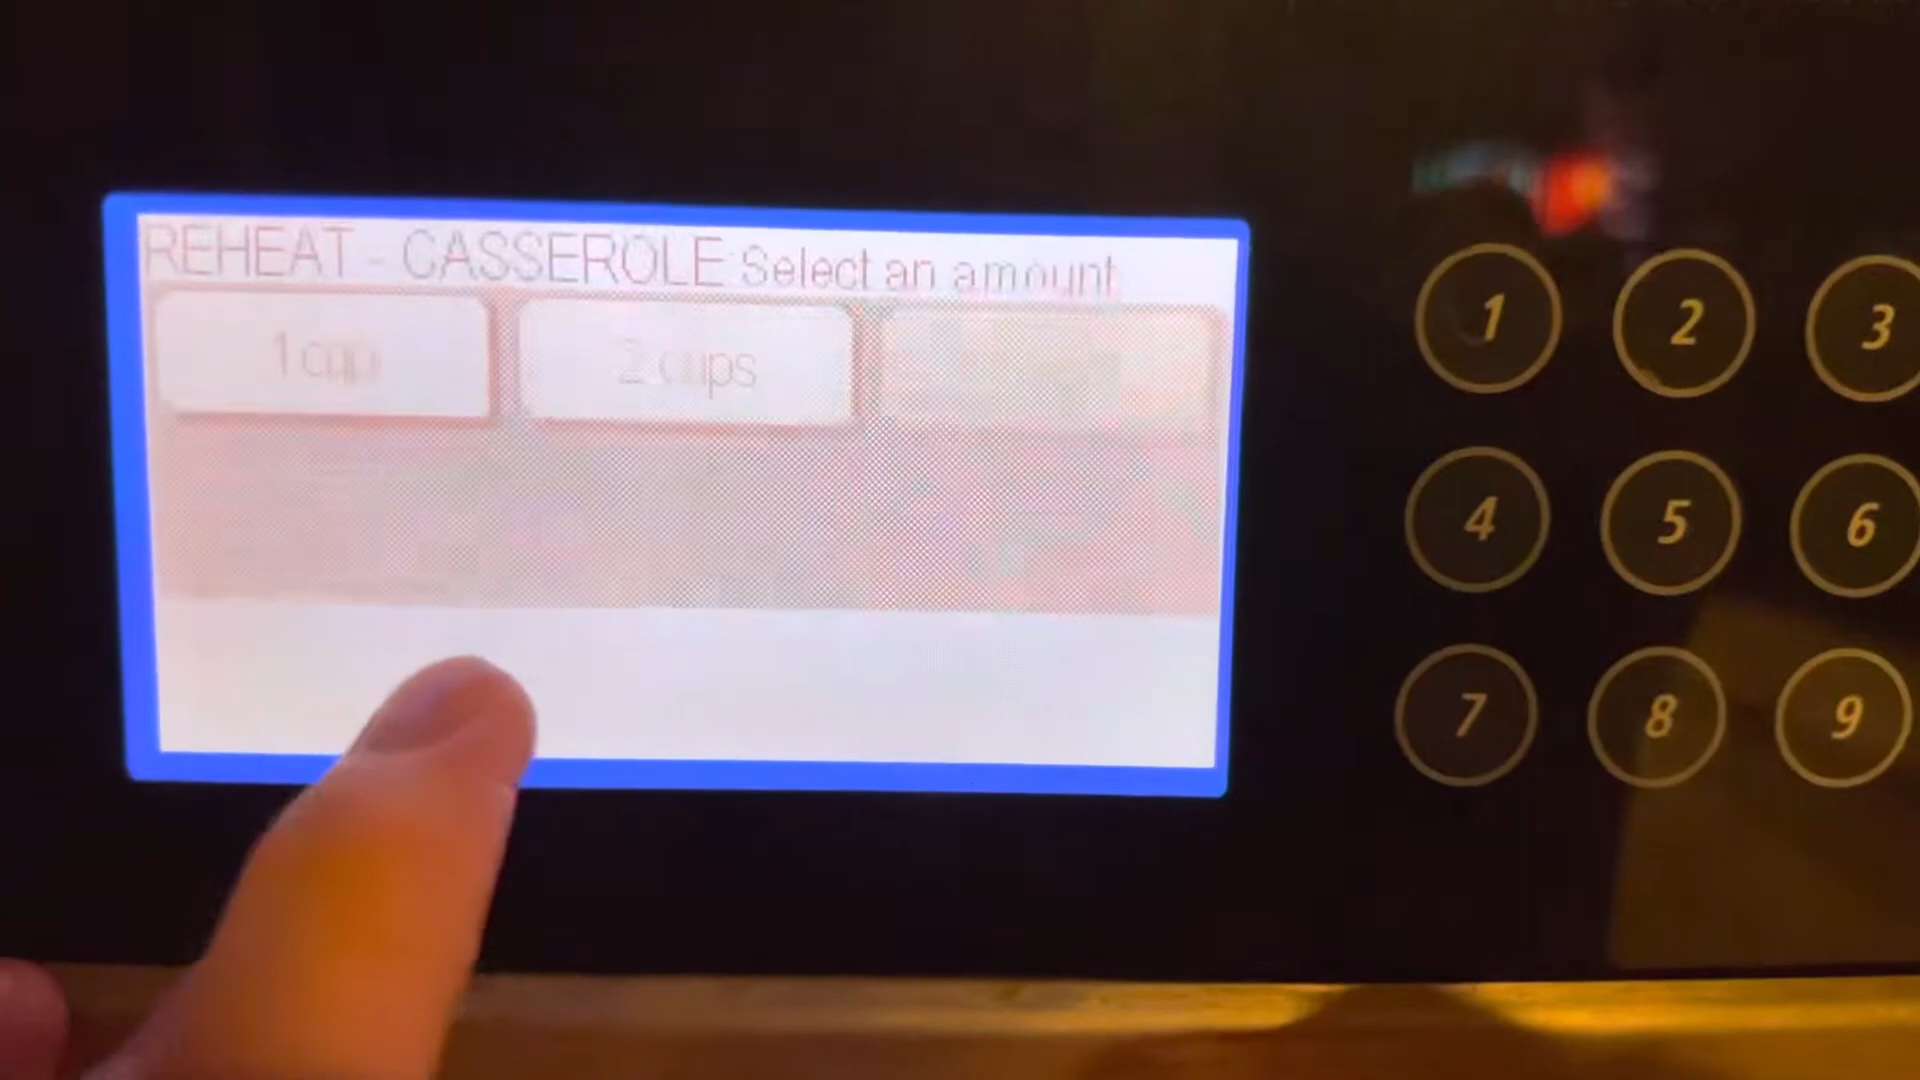 REHEAT - CASSEROLE: Select an amount
1 cup
2 cups
1 2 3
4 5 6
7 8 9